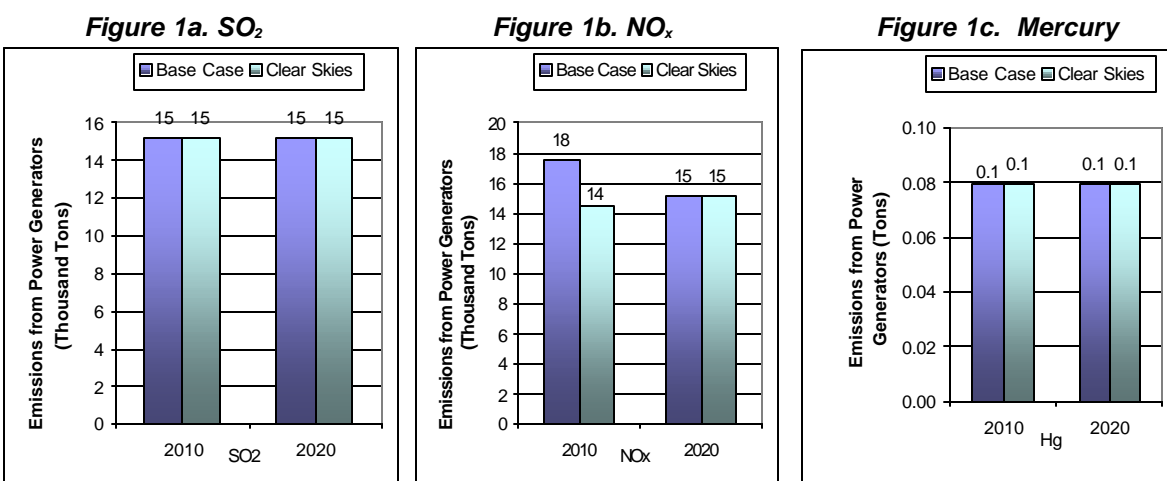 Figure 1a. SO₂
Base Case Clear Skies
Emissions from Power Generators
(Thousand Tons)
16
14
12
10
8
6
4
2
0
15 15 15 15
2010 2020
SO2
Figure 1b. NOₓ
Base Case Clear Skies
Emissions from Power Generators
(Thousand Tons)
20
18
16
14
12
10
8
6
4
2
0
18 14 15 15
2010 2020
NOx
Figure 1c. Mercury
Base Case Clear Skies
Emissions from Power
Generators (Tons)
0.10
0.08
0.06
0.04
0.02
0.00
0.1 0.1 0.1 0.1
2010 2020
Hg